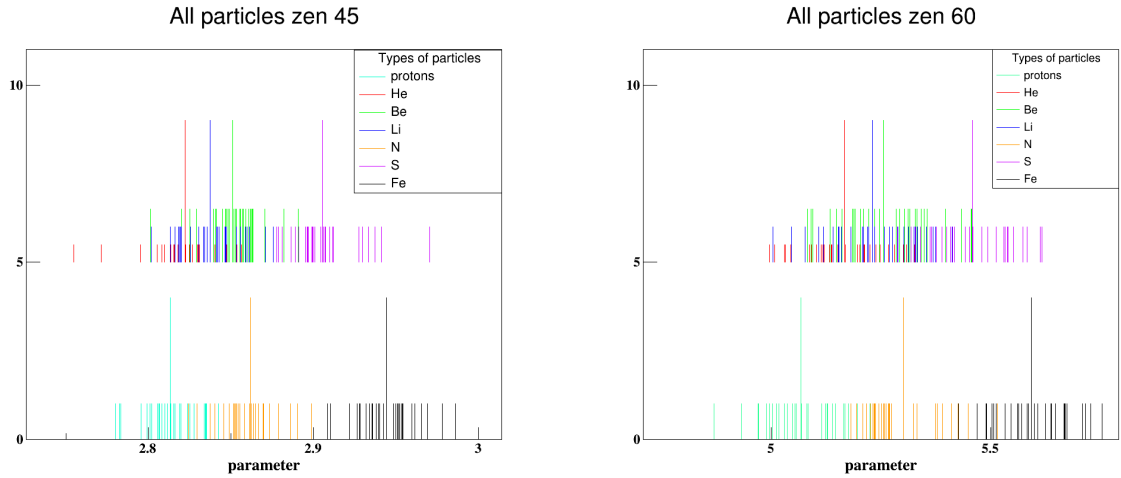 All particles zen 45
Types of particles
protons
He
Be
Li
N
S
Fe
10
5
0
2.8
2.9
3
parameter
All particles zen 60
Types of particles
protons
He
Be
Li
N
S
Fe
10
5
0
5
5.5
parameter